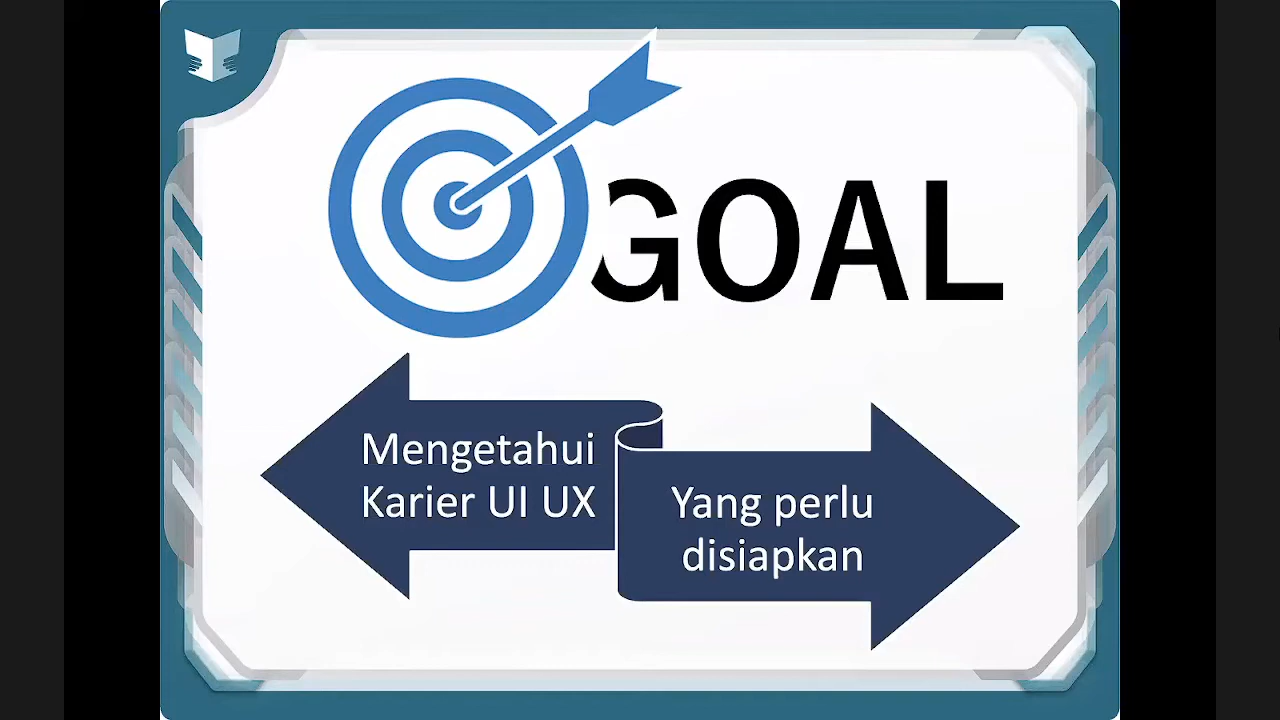 GOAL
Mengetahui
Karier UI UX
Yang perlu
disiapkan